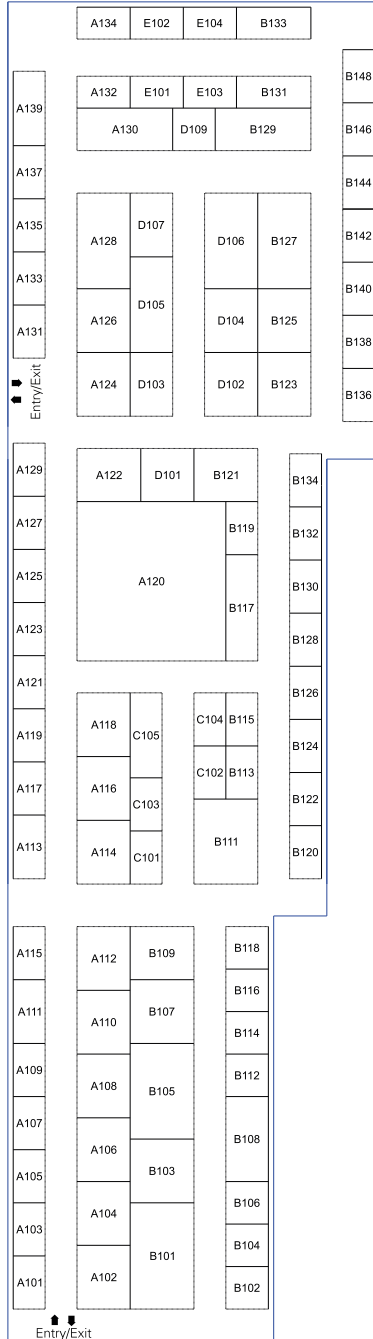 A134 E102 E104 B133
B148
A132 E101 E103 B131
A139
A130 D109 B129
B146
A137
B144
A135 A128 D107 D106 B127 B142
A133
B140
D105
A131 A126 D104 B125
B138
Entry/Exit
A124 D103 D102 B123
B136
A129 A122 D101 B121
B134
A127 B119 B132
A125 A120 B130
B117
A123 B128
A121 B126
A119 A118 C105 C104 B115 B124
A117 A116 C102 B113 B122
C103
A113 A114 B111 B120
C101
A115 A112 B109 B118
B116
A111 A110 B107
B114
A109 A108 B112
B105
A107 B108
A106
A105 B103
B106
A103 A104
B104
B101
A101 A102 B102
Entry/Exit